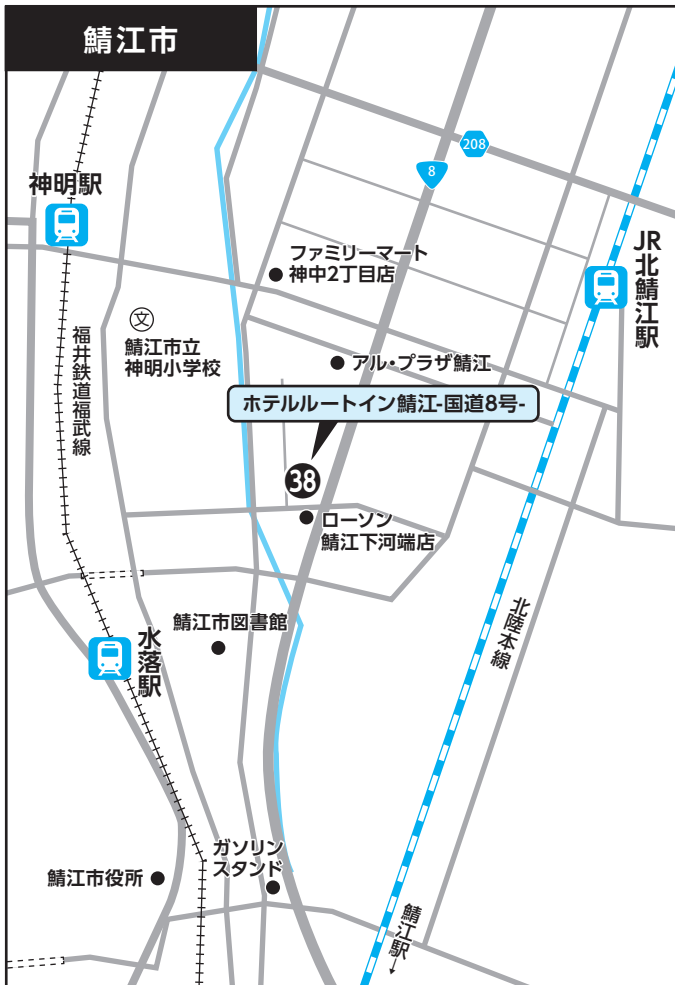 鯖江市
208
8
神明駅
JR北鯖江駅
ファミリーマート
神中2丁目店
文
鯖江市立
神明小学校
福井鉄道福武線
アル・プラザ鯖江
ホテルルートイン鯖江-国道8号-
38
ローソン
鯖江下河端店
北陸本線
鯖江市図書館
水落駅
ガソリン
スタンド
鯖江市役所
鯖江駅